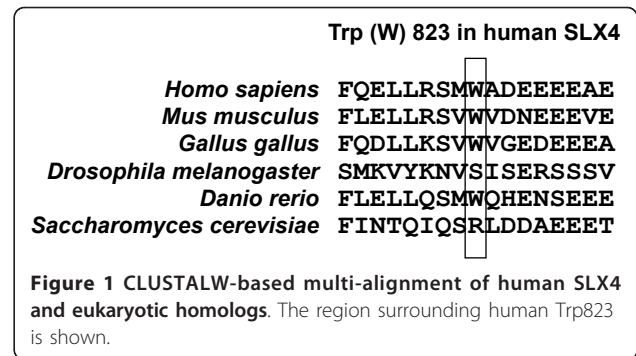 Trp (W) 823 in human SLX4
Homo sapiens FQELLRSMWADEEEEAE
Mus musculus FLELLRSVWVDNEEEVE
Gallus gallus FQDLLKSVWVGEDEEEA
Drosophila melanogaster SMKVYKNVSISERSSSV
Danio rerio FLELLQSMWQHENSEEE
Saccharomyces cerevisiae FINTQIQSRLDDAEEET
Figure 1 CLUSTALW-based multi-alignment of human SLX4
and eukaryotic homologs. The region surrounding human Trp823
is shown.